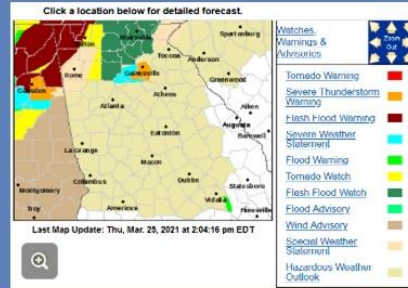 Click a location below for detailed forecast.
Spartanburg
Toccoa
Anderson
Rome
Gainesville
Greenwood
Gadsden
Athens
Atlanta
Aiken
Augusta
Barnwell
Eatonton
LaGrange
Macon
Columbus
Dublin
Statesboro
Montgomery
Vidalia
Troy
Americus
Last Map Update: Thu, Mar. 25, 2021 at 2:04:16 pm EDT
Watches,
Warnings &
Advisories
Zoom
Out
Tornado Warning
Severe Thunderstorm
Warning
Flash Flood Warning
Severe Weather
Statement
Flood Warning
Tornado Watch
Flash Flood Watch
Flood Advisory
Wind Advisory
Special Weather
Statement
Hazardous Weather
Outlook